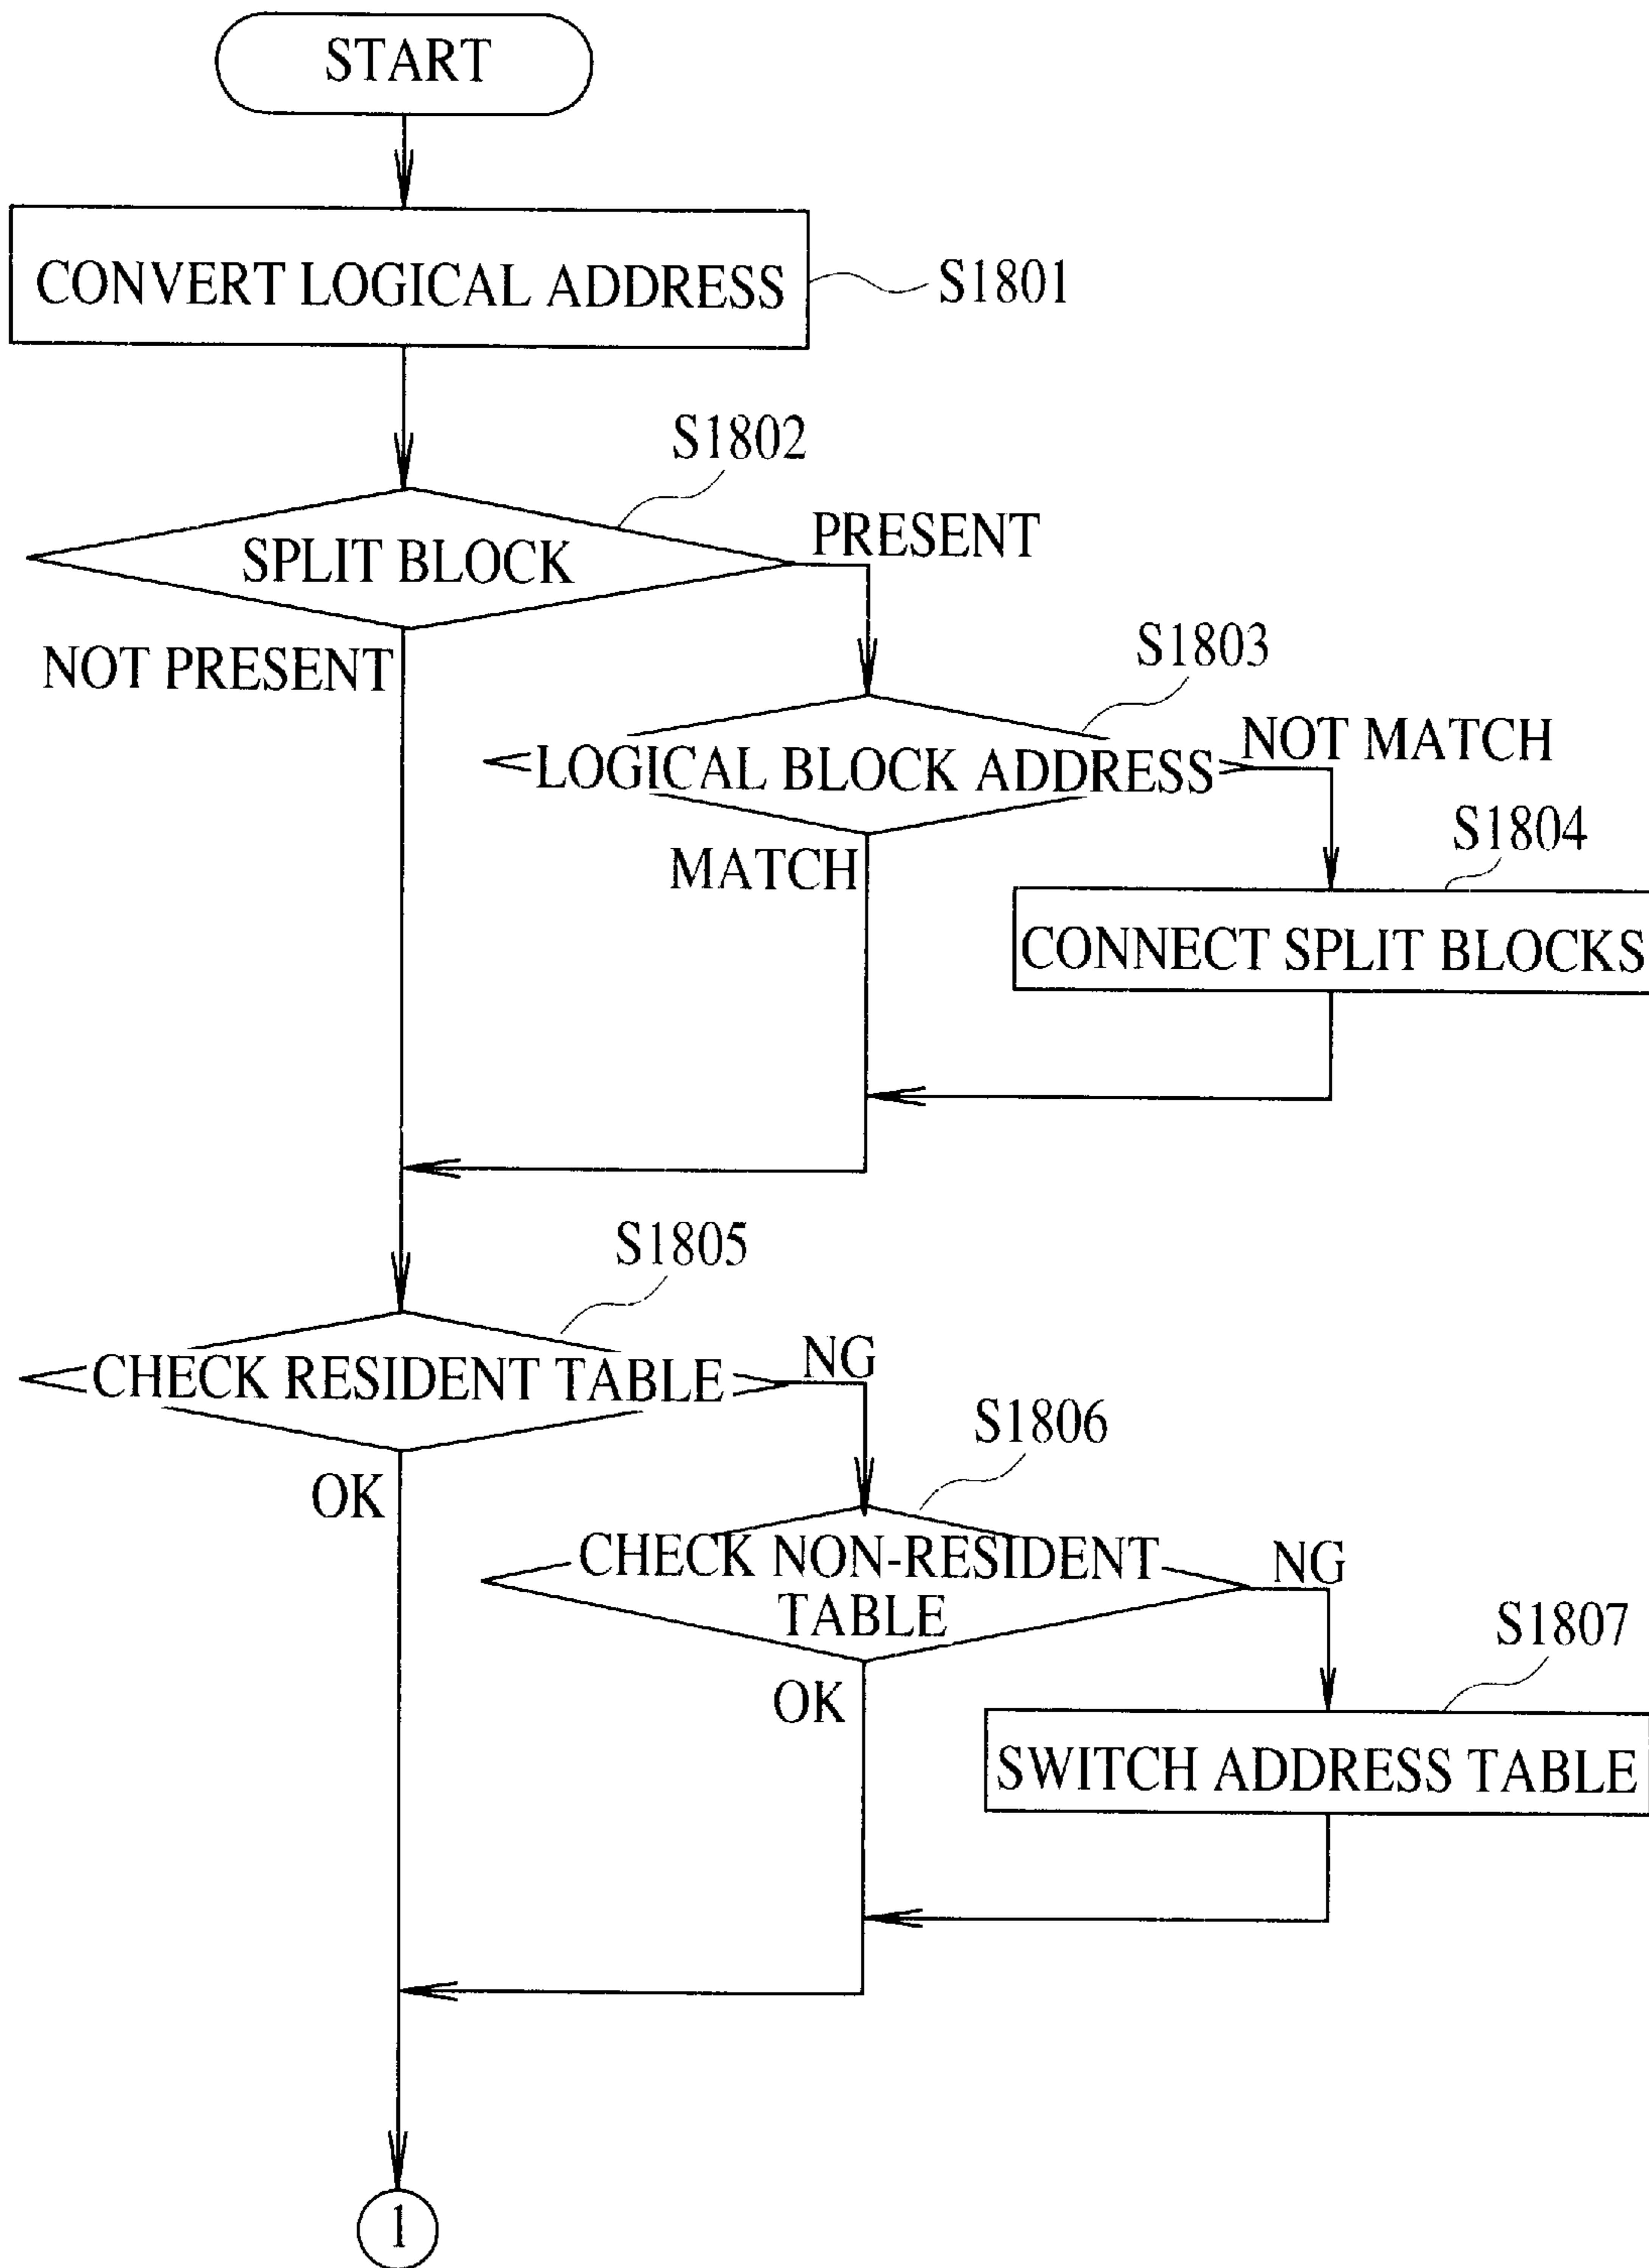 START
CONVERT LOGICAL ADDRESS
S1801
S1802
SPLIT BLOCK
PRESENT
NOT PRESENT
S1803
LOGICAL BLOCK ADDRESS
NOT MATCH
MATCH
S1804
CONNECT SPLIT BLOCKS
S1805
CHECK RESIDENT TABLE
NG
OK
S1806
CHECK NON-RESIDENT
TABLE
NG
OK
S1807
SWITCH ADDRESS TABLE
1